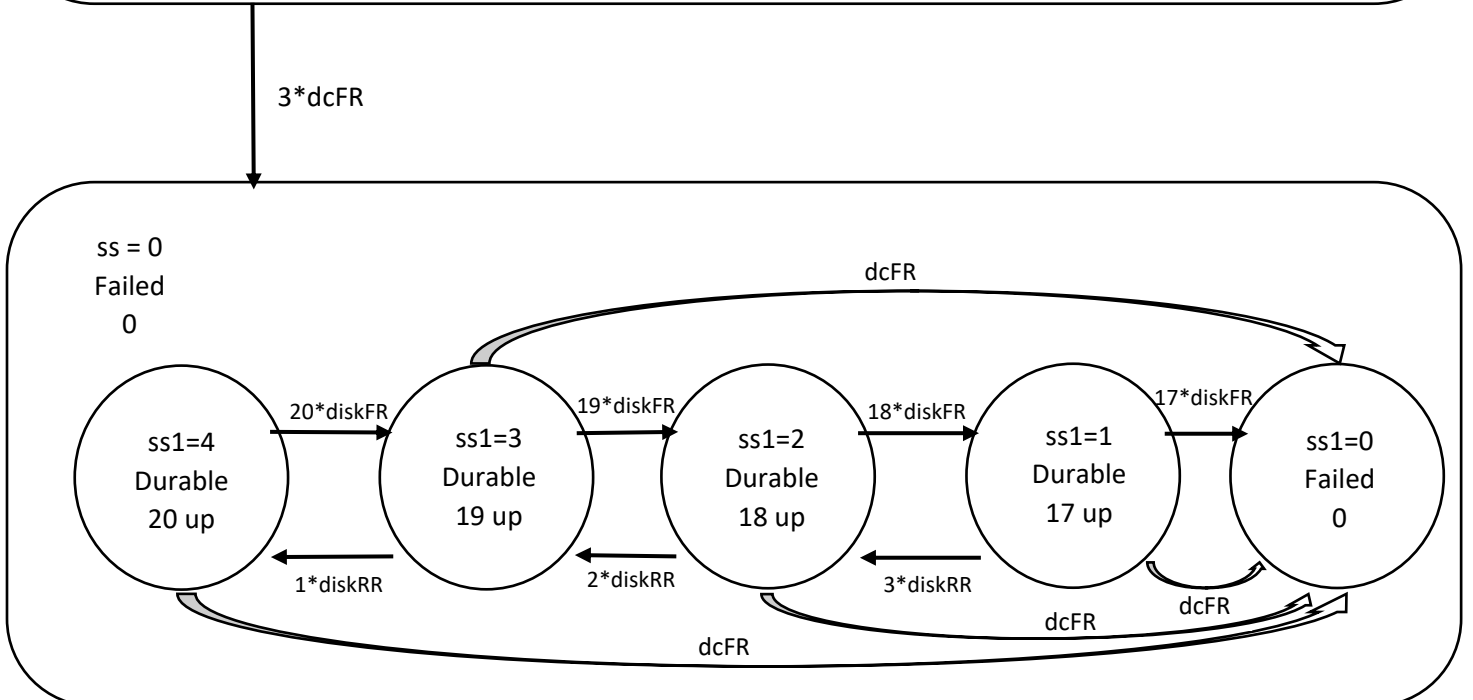 3*dcFR
ss = 0
Failed
0
dcFR
20*diskFR
19*diskFR
18*diskFR
17*diskFR
ss1=4
Durable
20 up
ss1=3
Durable
19 up
ss1=2
Durable
18 up
ss1=1
Durable
17 up
ss1=0
Failed
0
1*diskRR
2*diskRR
3*diskRR
dcFR
dcFR
dcFR